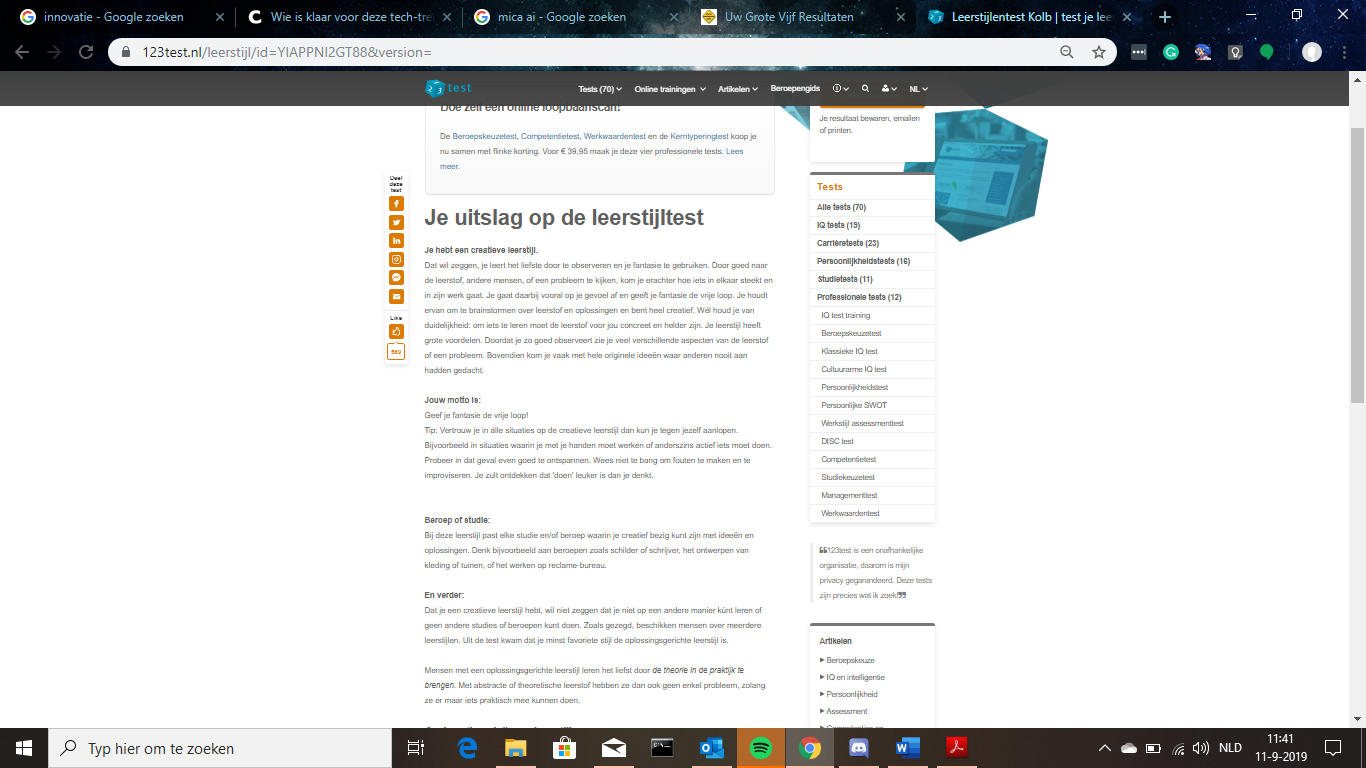 innovatie - Google zoeken
Wie is klaar voor deze tech-tre
mica ai - Google zoeken
Uw Grote Vijf Resultaten
Leerstijlentest Kolb | test je lee
123test.nl/leerstijl/id=YIAPPNI2GT88&version=
123 test
Tests (70)
Online trainingen
Artikelen
Beroepengids
NL
Doe zelf een online loopbaanscan!
De Beroepskeuzetest, Competentietest, Werkwaardentest en de Kerntyperingtest koop je
nu samen met flinke korting. Voor € 39,95 maak je deze vier professionele tests. Lees
meer.
Deel
deze
test
Like
Je uitslag op de leerstijltest
Je hebt een creatieve leerstijl.
Dat wil zeggen, je leert het liefste door te observeren en je fantasie te gebruiken. Door goed naar
de leerstof, andere mensen, of een probleem te kijken, kom je erachter hoe iets in elkaar steekt en
in zijn werk gaat. Je gaat daarbij vooral op je gevoel af en geeft je fantasie de vrije loop. Je houdt
ervan om te brainstormen over leerstof en oplossingen en bent heel creatief. Wél houd je van
duidelijkheid: om iets te leren moet de leerstof voor jou concreet en helder zijn. Je leerstijl heeft
grote voordelen. Doordat je zo goed observeert zie je veel verschillende aspecten van de leerstof
of een probleem. Bovendien kom je vaak met hele originele ideeën waar anderen nooit aan
hadden gedacht.
Jouw motto is:
Geef je fantasie de vrije loop!
Tip: Vertrouw je in álle situaties op de creatieve leerstijl dan kun je tegen jezelf aanlopen.
Bijvoorbeeld in situaties waarin je met je handen moet werken of anderszins actief iets moet doen.
Probeer in dat geval even goed te ontspannen. Wees niet te bang om fouten te maken en te
improviseren. Je zult ontdekken dat 'doen' leuker is dan je denkt.
Beroep of studie:
Bij deze leerstijl past elke studie en/of beroep waarin je creatief bezig kunt zijn met ideeën en
oplossingen. Denk bijvoorbeeld aan beroepen zoals schilder of schrijver, het ontwerpen van
kleding of tuinen, of het werken op reclame-bureau.
En verder:
Dat je een creatieve leerstijl hebt, wil niet zeggen dat je niet op een andere manier kúnt leren of
geen andere studies of beroepen kunt doen. Zoals gezegd, beschikken mensen over meerdere
leerstijlen. Uit de test kwam dat je minst favoriete stijl de oplossingsgerichte leerstijl is.
Mensen met een oplossingsgerichte leerstijl leren het liefst door de theorie in de praktijk te
brengen. Met abstracte of theoretische leerstof hebben ze dan ook geen enkel probleem, zolang
ze er maar iets praktisch mee kunnen doen.
Je resultaat bewaren, emailen
of printen.
Tests
Alle tests (70)
IQ tests (19)
Carrièretests (23)
Persoonlijkheidstests (16)
Studietests (11)
Professionele tests (12)
IQ test training
Beroepskeuzetest
Klassieke IQ test
Cultuurarme IQ test
Persoonlijkheidstest
Persoonlijke SWOT
Werkstijl assessmenttest
DISC test
Competentietest
Studiekeuzetest
Managementtest
Werkwaardentest
❝123test is een onafhankelijke
organisatie, daarom is mijn
privacy gegarandeerd. Deze tests
zijn precies wat ik zoek!❞
Artikelen
Beroepskeuze
IQ en intelligentie
Persoonlijkheid
Assessment
Typ hier om te zoeken
NLD
11:41
11-9-2019